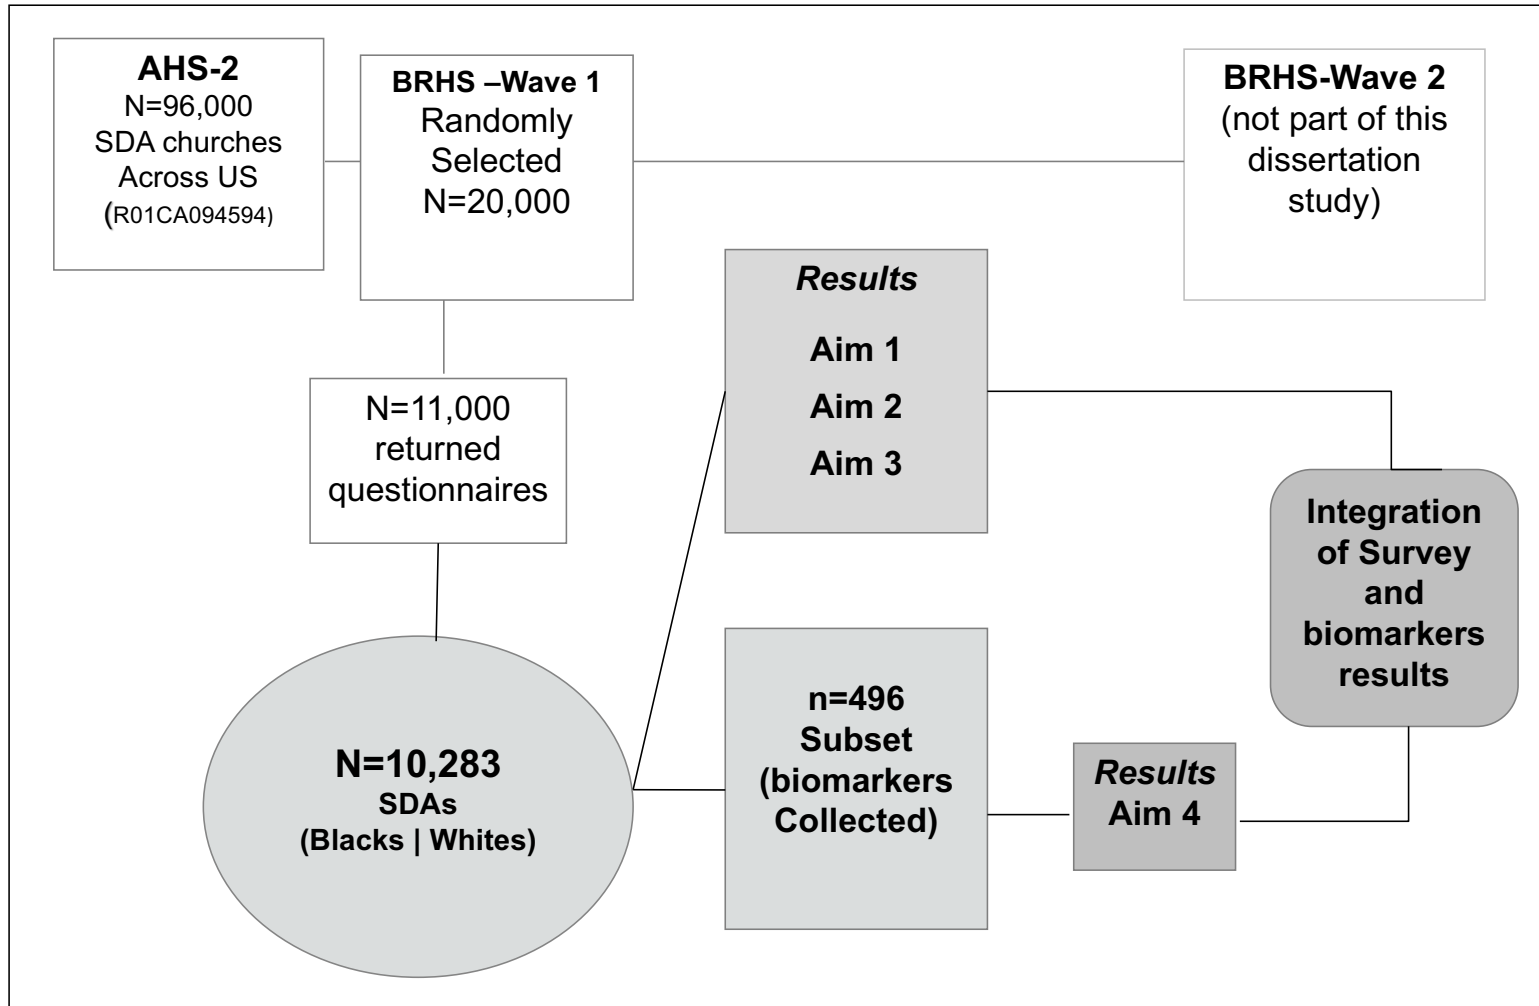 AHS-2
N=96,000
SDA churches
Across US
(R01CA094594)
BRHS –Wave 1
Randomly
Selected
N=20,000
BRHS-Wave 2
(not part of this
dissertation
study)
N=11,000
returned
questionnaires
Results
Aim 1
Aim 2
Aim 3
N=10,283
SDAs
(Blacks | Whites)
n=496
Subset
(biomarkers
Collected)
Results
Aim 4
Integration
of Survey
and
biomarkers
results